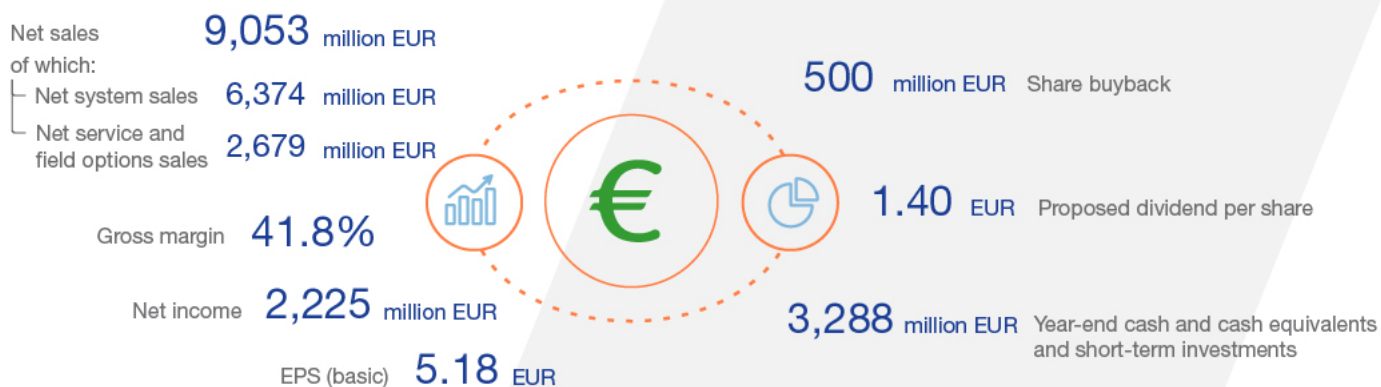 Net sales 9,053 million EUR
of which:
Net system sales 6,374 million EUR
Net service and
field options sales 2,679 million EUR
Gross margin 41.8%
Net income 2,225 million EUR
EPS (basic) 5.18 EUR
€
500 million EUR Share buyback
1.40 EUR Proposed dividend per share
3,288 million EUR Year-end cash and cash equivalents
and short-term investments